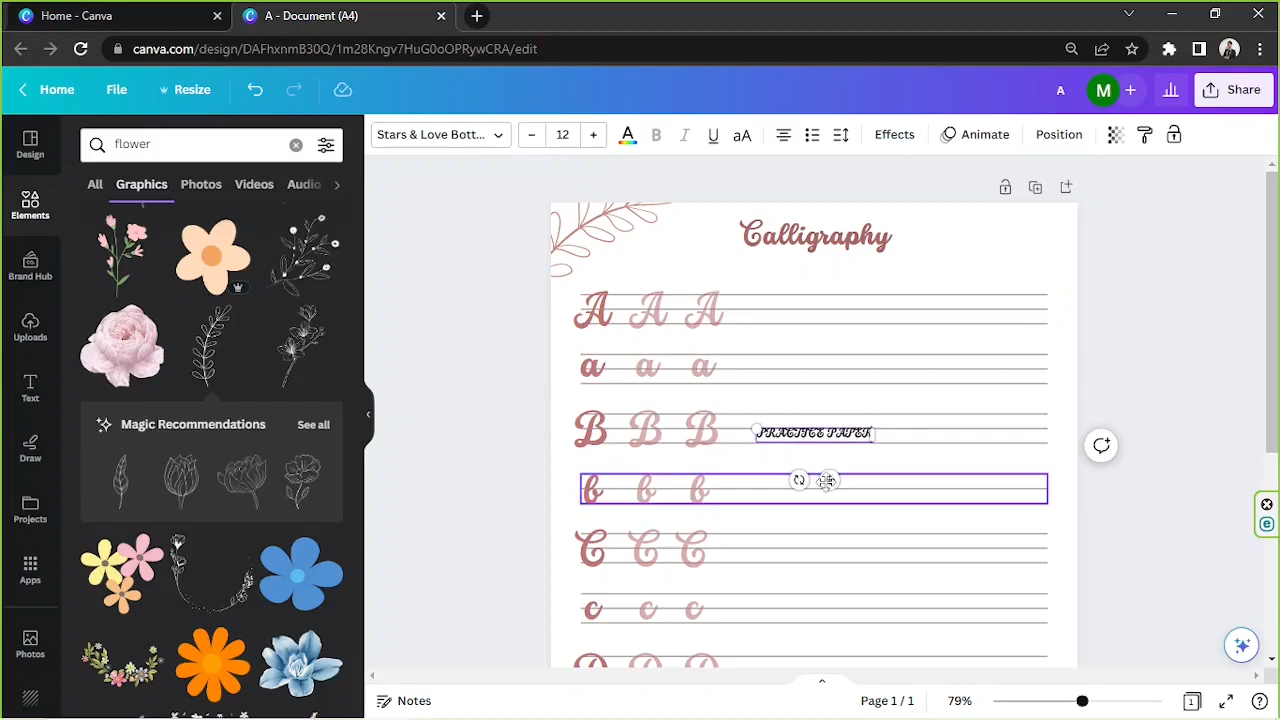 Home - Canva
A - Document (A4)
canva.com/design/DAFhxnmB30Q/1m28Kngv7HuG0oOPRywCRA/edit
Home
File
Resize
A
M
Share
Design
Elements
Brand Hub
Uploads
Text
Draw
Projects
Apps
Photos
flower
All
Graphics
Photos
Videos
Audio
Magic Recommendations
See all
Stars & Love Bott...
12
A
B
I
U
aA
Effects
Animate
Position
Calligraphy
A A A
a a a
B B B
PRACTICE PAPER
b b b
C C C
c c c
Notes
Page 1 / 1
79%
1